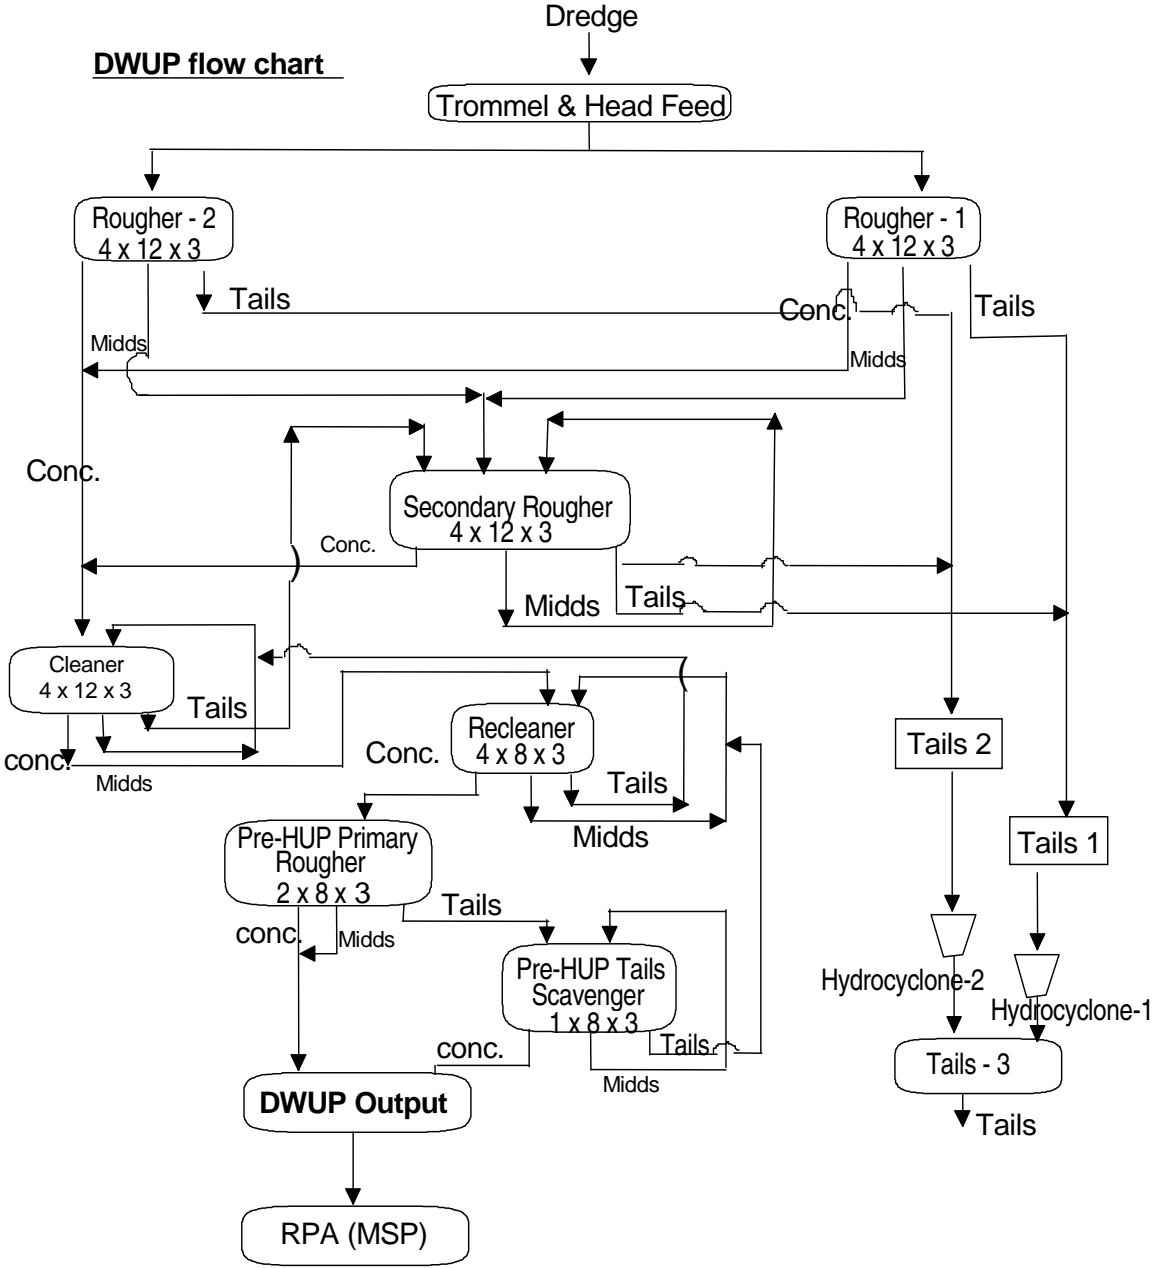 Dredge
DWUP flow chart
Trommel & Head Feed
Rougher - 2
4 x 12 x 3
Rougher - 1
4 x 12 x 3
Tails
Conc.
Tails
Midds
Midds
Conc.
Secondary Rougher
4 x 12 x 3
Conc.
Midds
Tails
Cleaner
4 x 12 x 3
Tails
conc.
Midds
Recleaner
4 x 8 x 3
Conc.
Tails
Midds
Tails 2
Tails 1
Pre-HUP Primary
Rougher
2 x 8 x 3
Tails
conc.
Midds
Pre-HUP Tails
Scavenger
1 x 8 x 3
Hydrocyclone-2
Hydrocyclone-1
Tails
conc.
Midds
Tails - 3
DWUP Output
Tails
RPA (MSP)